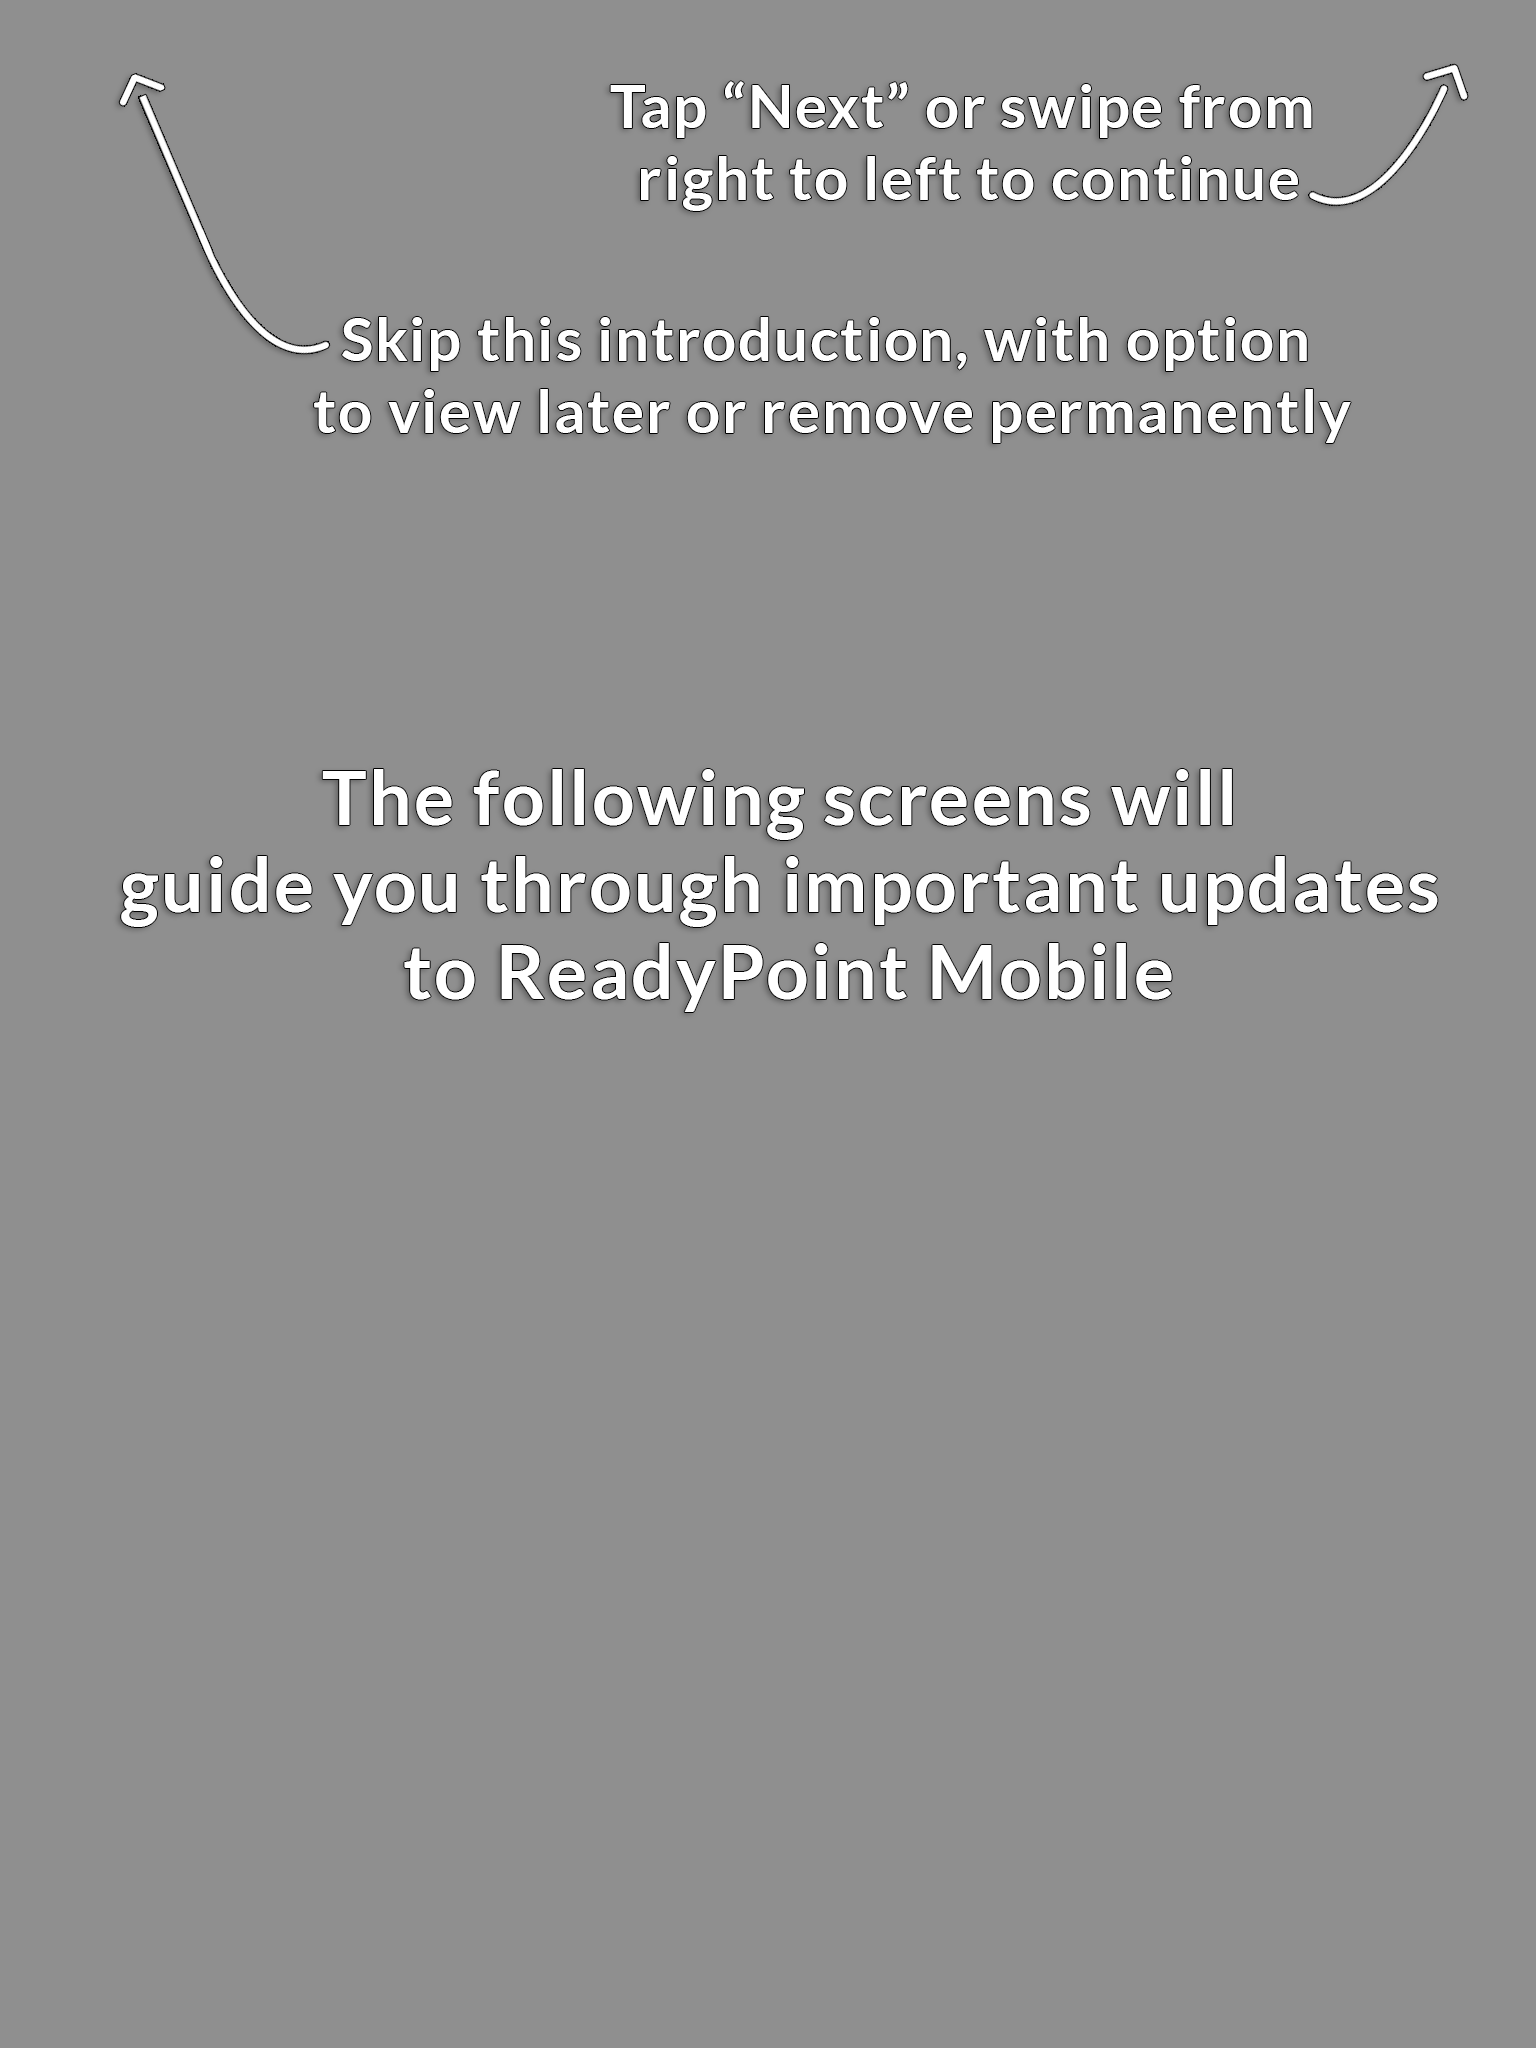 Tap “Next” or swipe from
right to left to continue
Skip this introduction, with option
to view later or remove permanently
The following screens will
guide you through important updates
to ReadyPoint Mobile